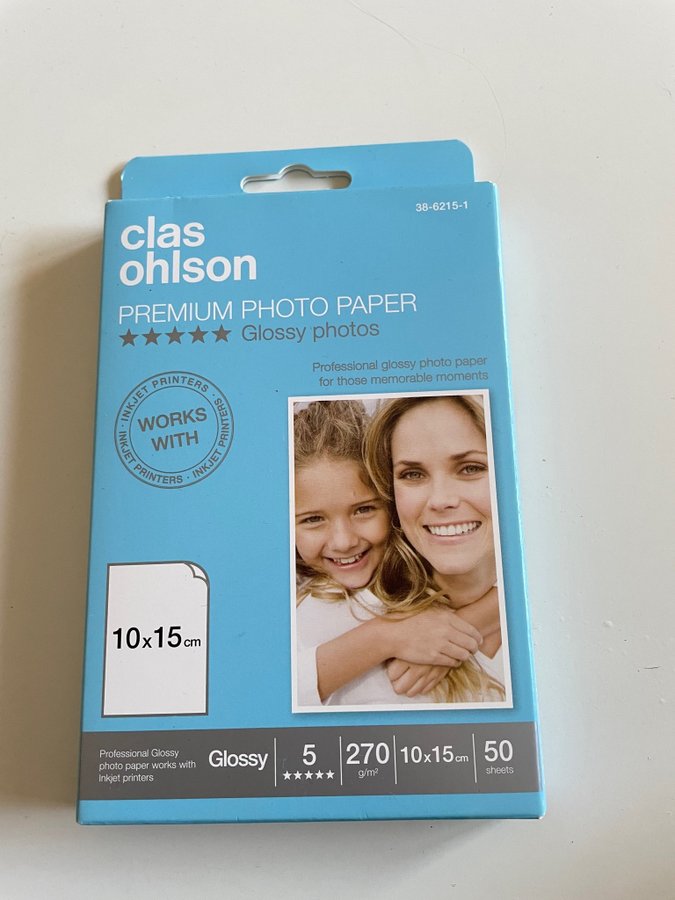 38-6215-1
clas
ohlson
PREMIUM PHOTO PAPER
★★★★★ Glossy photos
Professional glossy photo paper
for those memorable moments
· INKJET PRINTERS · INKJET PRINTERS · INKJET PRINTERS
WORKS
WITH
10x15cm
Professional Glossy
photo paper works with
Inkjet printers
Glossy
5
★★★★★
270
g/m²
10x15cm
50
sheets